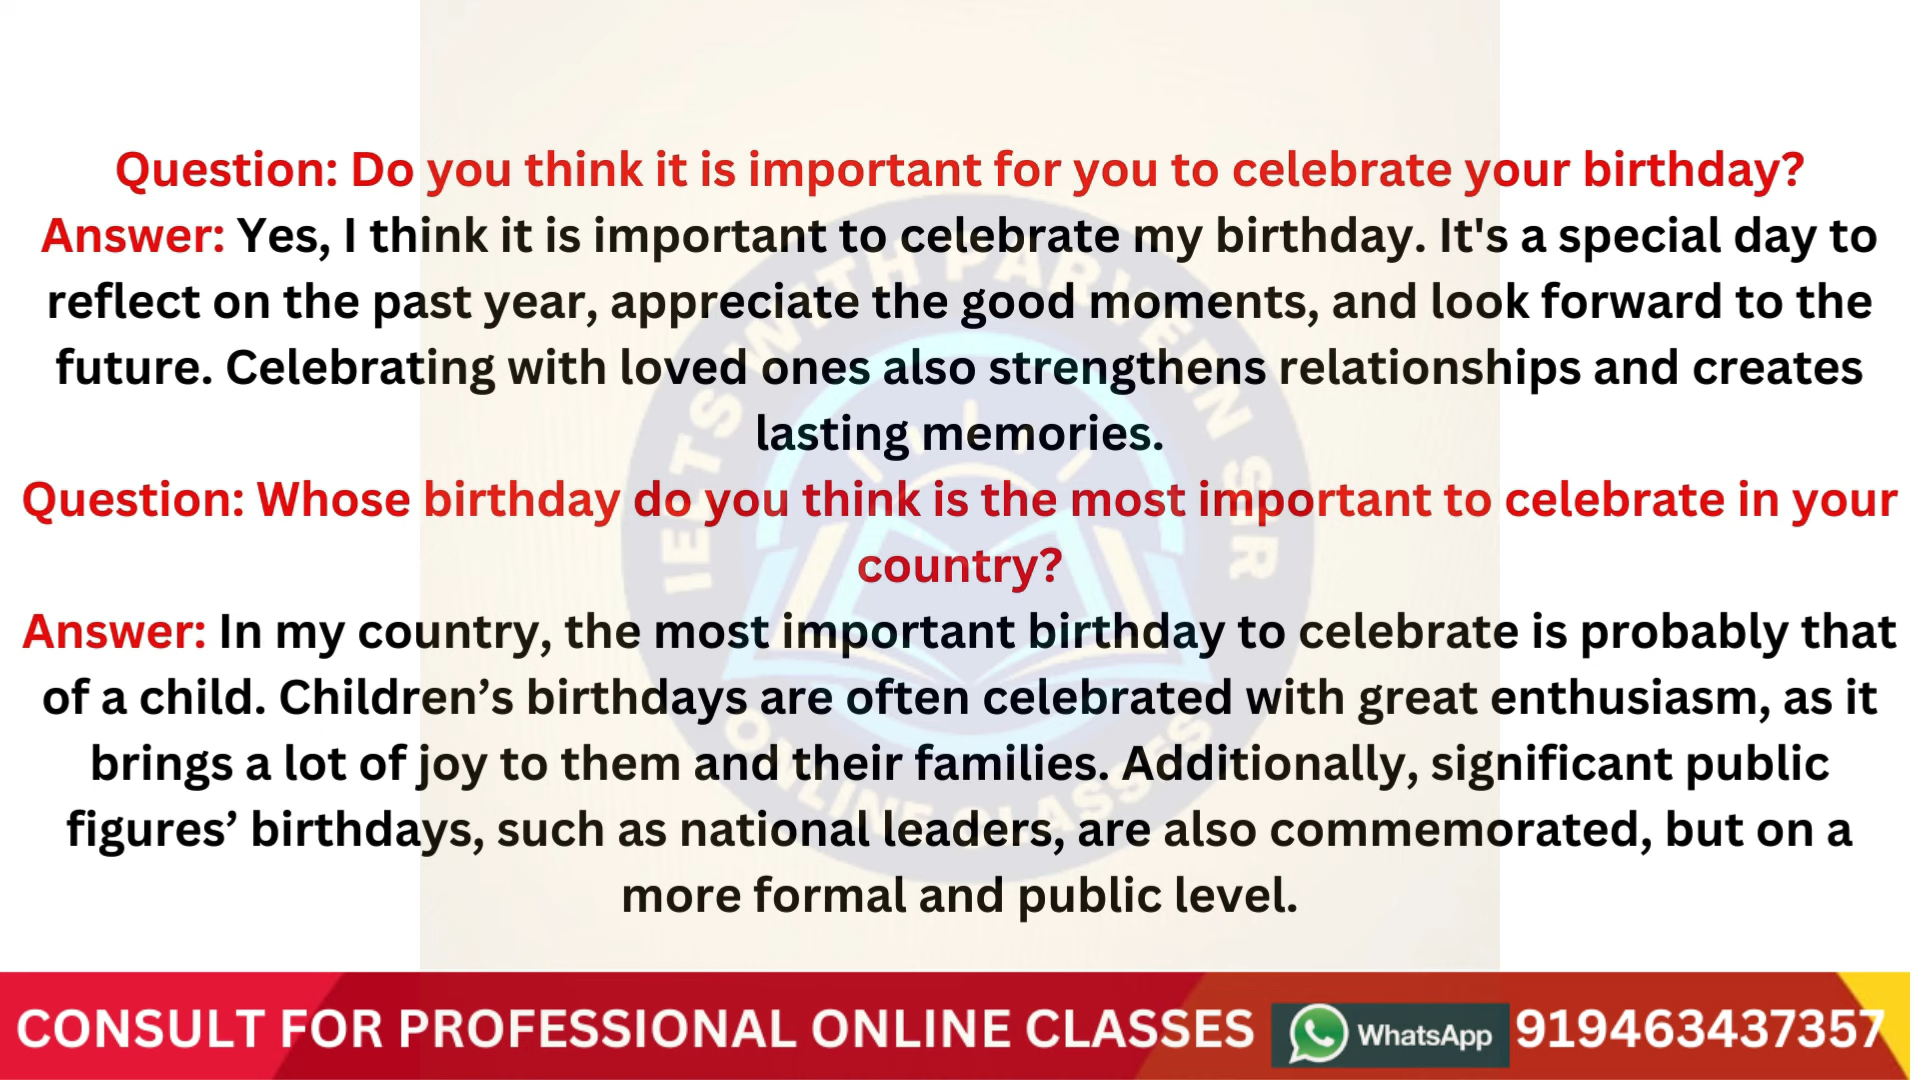 Question: Do you think it is important for you to celebrate your birthday?
Answer: Yes, I think it is important to celebrate my birthday. It's a special day to
reflect on the past year, appreciate the good moments, and look forward to the
future. Celebrating with loved ones also strengthens relationships and creates
lasting memories.
Question: Whose birthday do you think is the most important to celebrate in your
country?
Answer: In my country, the most important birthday to celebrate is probably that
of a child. Children’s birthdays are often celebrated with great enthusiasm, as it
brings a lot of joy to them and their families. Additionally, significant public
figures’ birthdays, such as national leaders, are also commemorated, but on a
more formal and public level.
IELTS WITH PARVEEN SIR
ONLINE CLASSES
CONSULT FOR PROFESSIONAL ONLINE CLASSES WhatsApp 919463437357